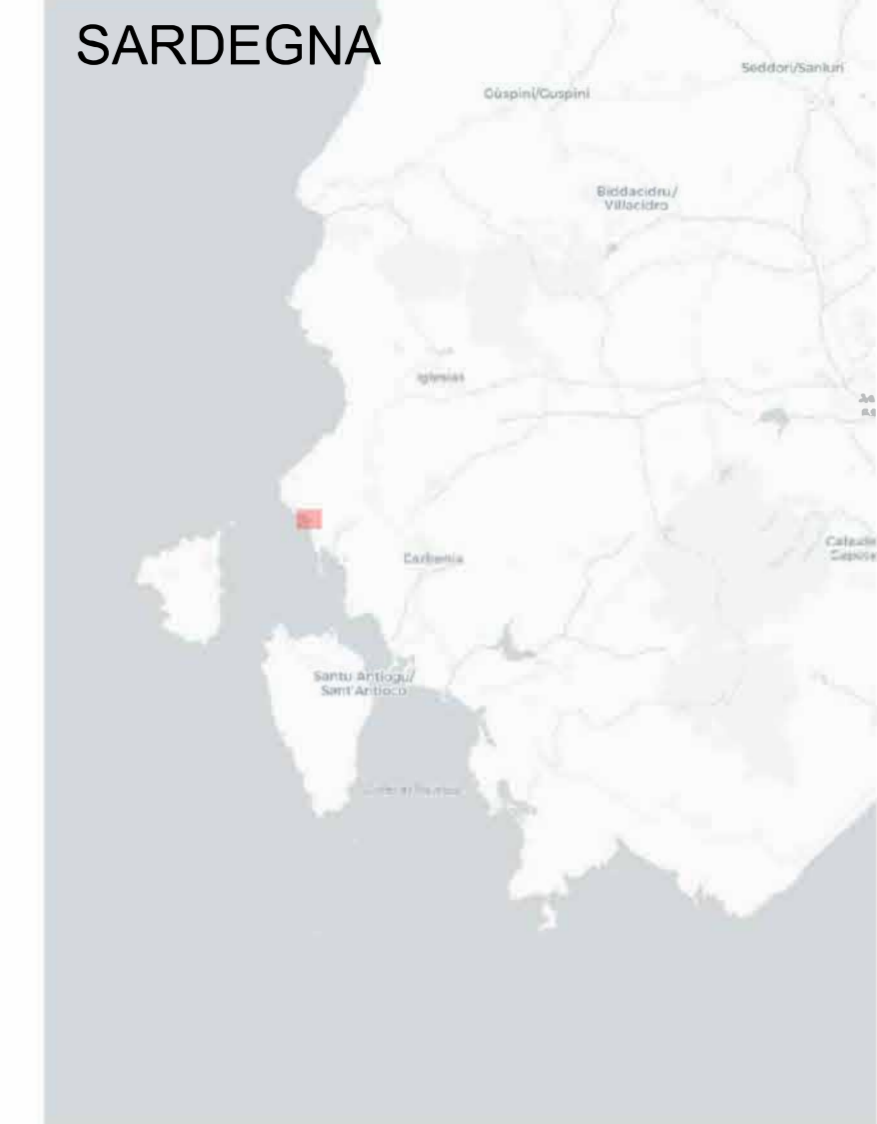 SARDEGNA
Seddori/Sanluri
Gùspini/Guspini
Biddacidru/
Villacidro
Iglesias
Carbonia
Santu Antiogu/
Sant'Antioco